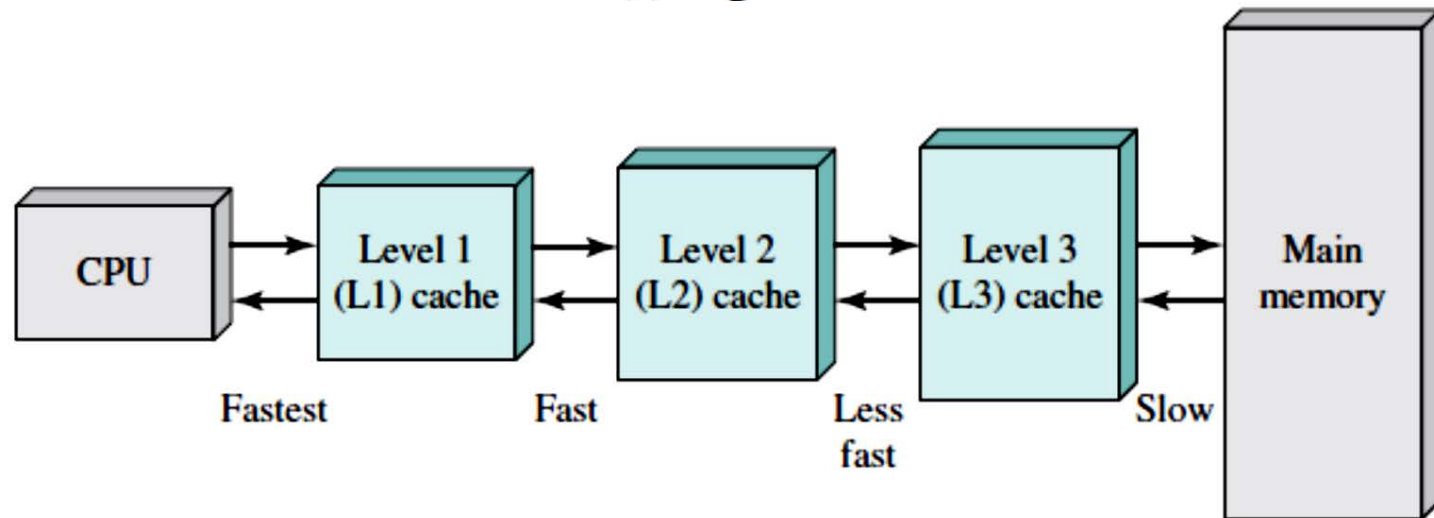 CPU
Level 1
(L1) cache
Level 2
(L2) cache
Level 3
(L3) cache
Main
memory
Fastest
Fast
Less
fast
Slow